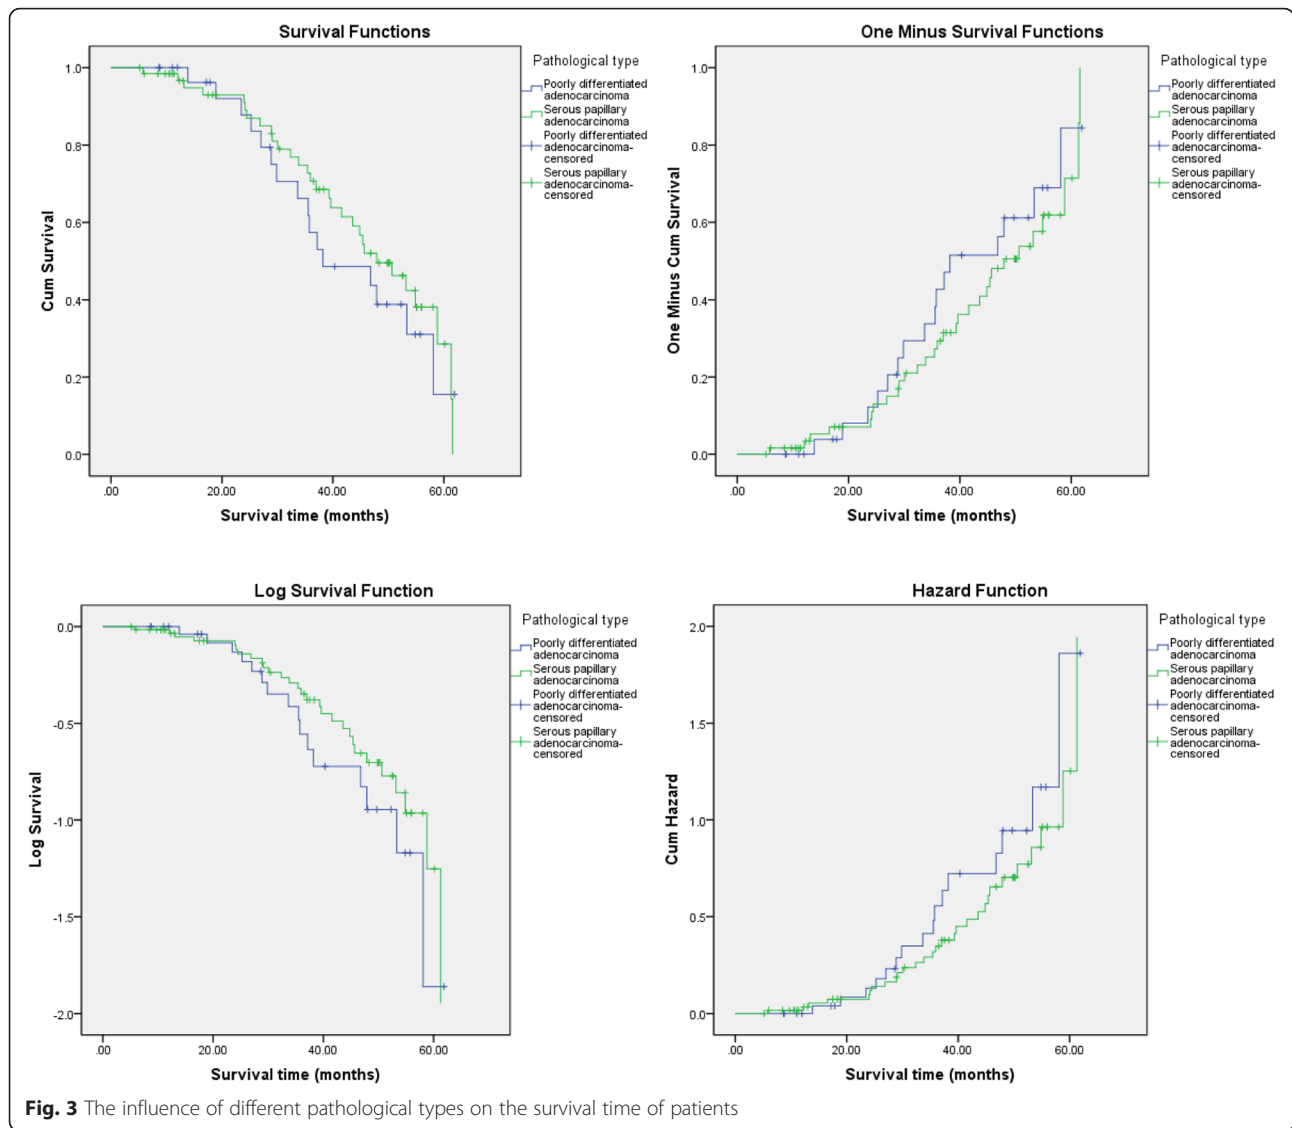 Survival Functions
Cum Survival
1.0
0.8
0.6
0.4
0.2
0.0
.00 20.00 40.00 60.00
Survival time (months)
Pathological type
Poorly differentiated
adenocarcinoma
Serous papillary
adenocarcinoma
Poorly differentiated
adenocarcinoma-
censored
Serous papillary
adenocarcinoma-
censored
One Minus Survival Functions
One Minus Cum Survival
1.0
0.8
0.6
0.4
0.2
0.0
.00 20.00 40.00 60.00
Survival time (months)
Pathological type
Poorly differentiated
adenocarcinoma
Serous papillary
adenocarcinoma
Poorly differentiated
adenocarcinoma-
censored
Serous papillary
adenocarcinoma-
censored
Log Survival Function
Log Survival
0.0
-0.5
-1.0
-1.5
-2.0
.00 20.00 40.00 60.00
Survival time (months)
Pathological type
Poorly differentiated
adenocarcinoma
Serous papillary
adenocarcinoma
Poorly differentiated
adenocarcinoma-
censored
Serous papillary
adenocarcinoma-
censored
Hazard Function
Cum Hazard
2.0
1.5
1.0
0.5
0.0
.00 20.00 40.00 60.00
Survival time (months)
Pathological type
Poorly differentiated
adenocarcinoma
Serous papillary
adenocarcinoma
Poorly differentiated
adenocarcinoma-
censored
Serous papillary
adenocarcinoma-
censored
Fig. 3 The influence of different pathological types on the survival time of patients